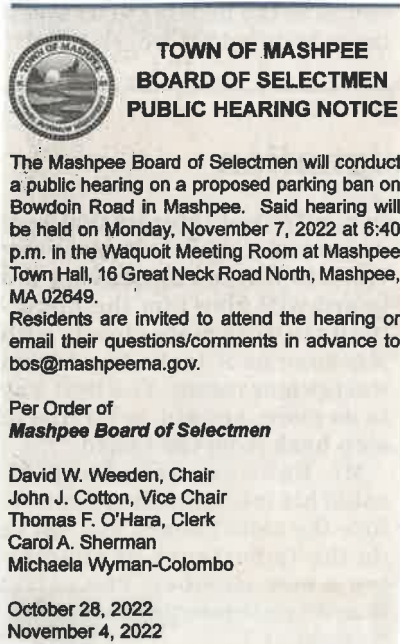 TOWN OF MASHPEE
TOWN OF MASHPEE
BOARD OF SELECTMEN
PUBLIC HEARING NOTICE
The Mashpee Board of Selectmen will conduct
a public hearing on a proposed parking ban on
Bowdoin Road in Mashpee. Said hearing will
be held on Monday, November 7, 2022 at 6:40
p.m. in the Waquoit Meeting Room at Mashpee
Town Hall, 16 Great Neck Road North, Mashpee,
MA 02649.
Residents are invited to attend the hearing or
email their questions/comments in advance to
bos@mashpeema.gov.
Per Order of
Mashpee Board of Selectmen
David W. Weeden, Chair
John J. Cotton, Vice Chair
Thomas F. O'Hara, Clerk
Carol A. Sherman
Michaela Wyman-Colombo
October 28, 2022
November 4, 2022